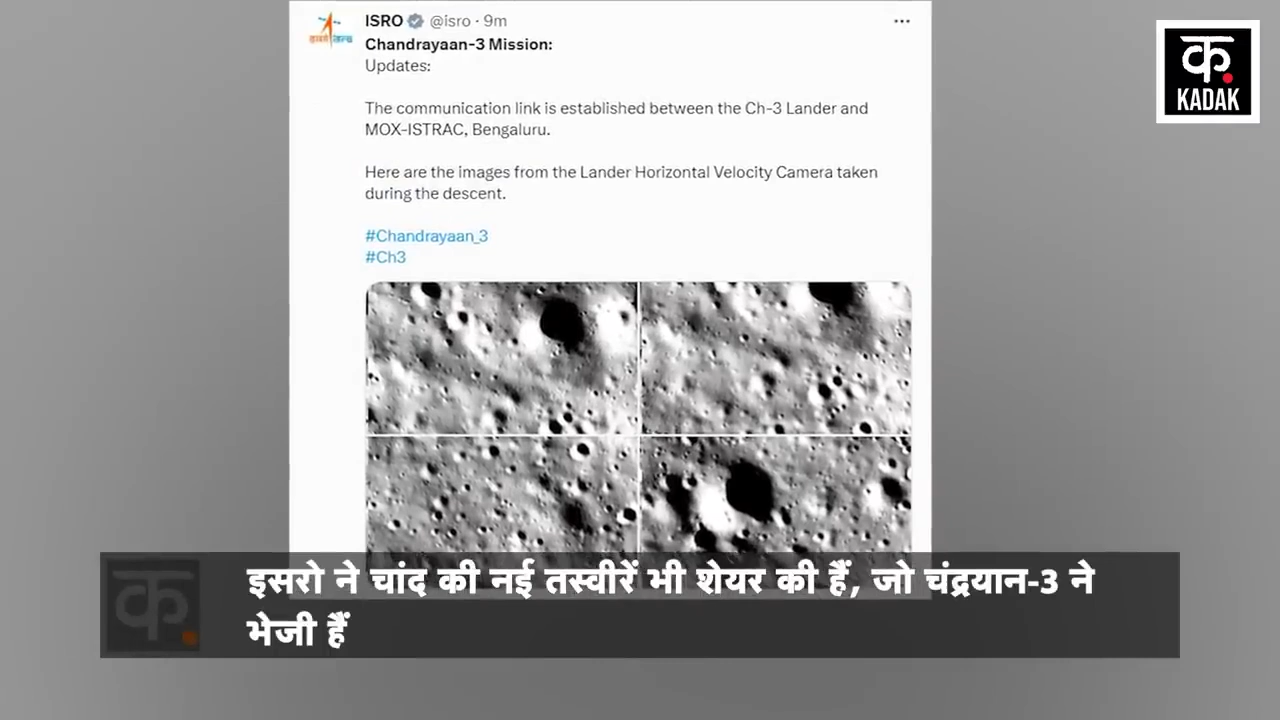 ISRO @isro · 9m
Chandrayaan-3 Mission:
Updates:
The communication link is established between the Ch-3 Lander and
MOX-ISTRAC, Bengaluru.
Here are the images from the Lander Horizontal Velocity Camera taken
during the descent.
#Chandrayaan_3
#Ch3
क.
KADAK
इसरो ने चांद की नई तस्वीरें भी शेयर की हैं, जो चंद्रयान-3 ने
भेजी हैं
क.